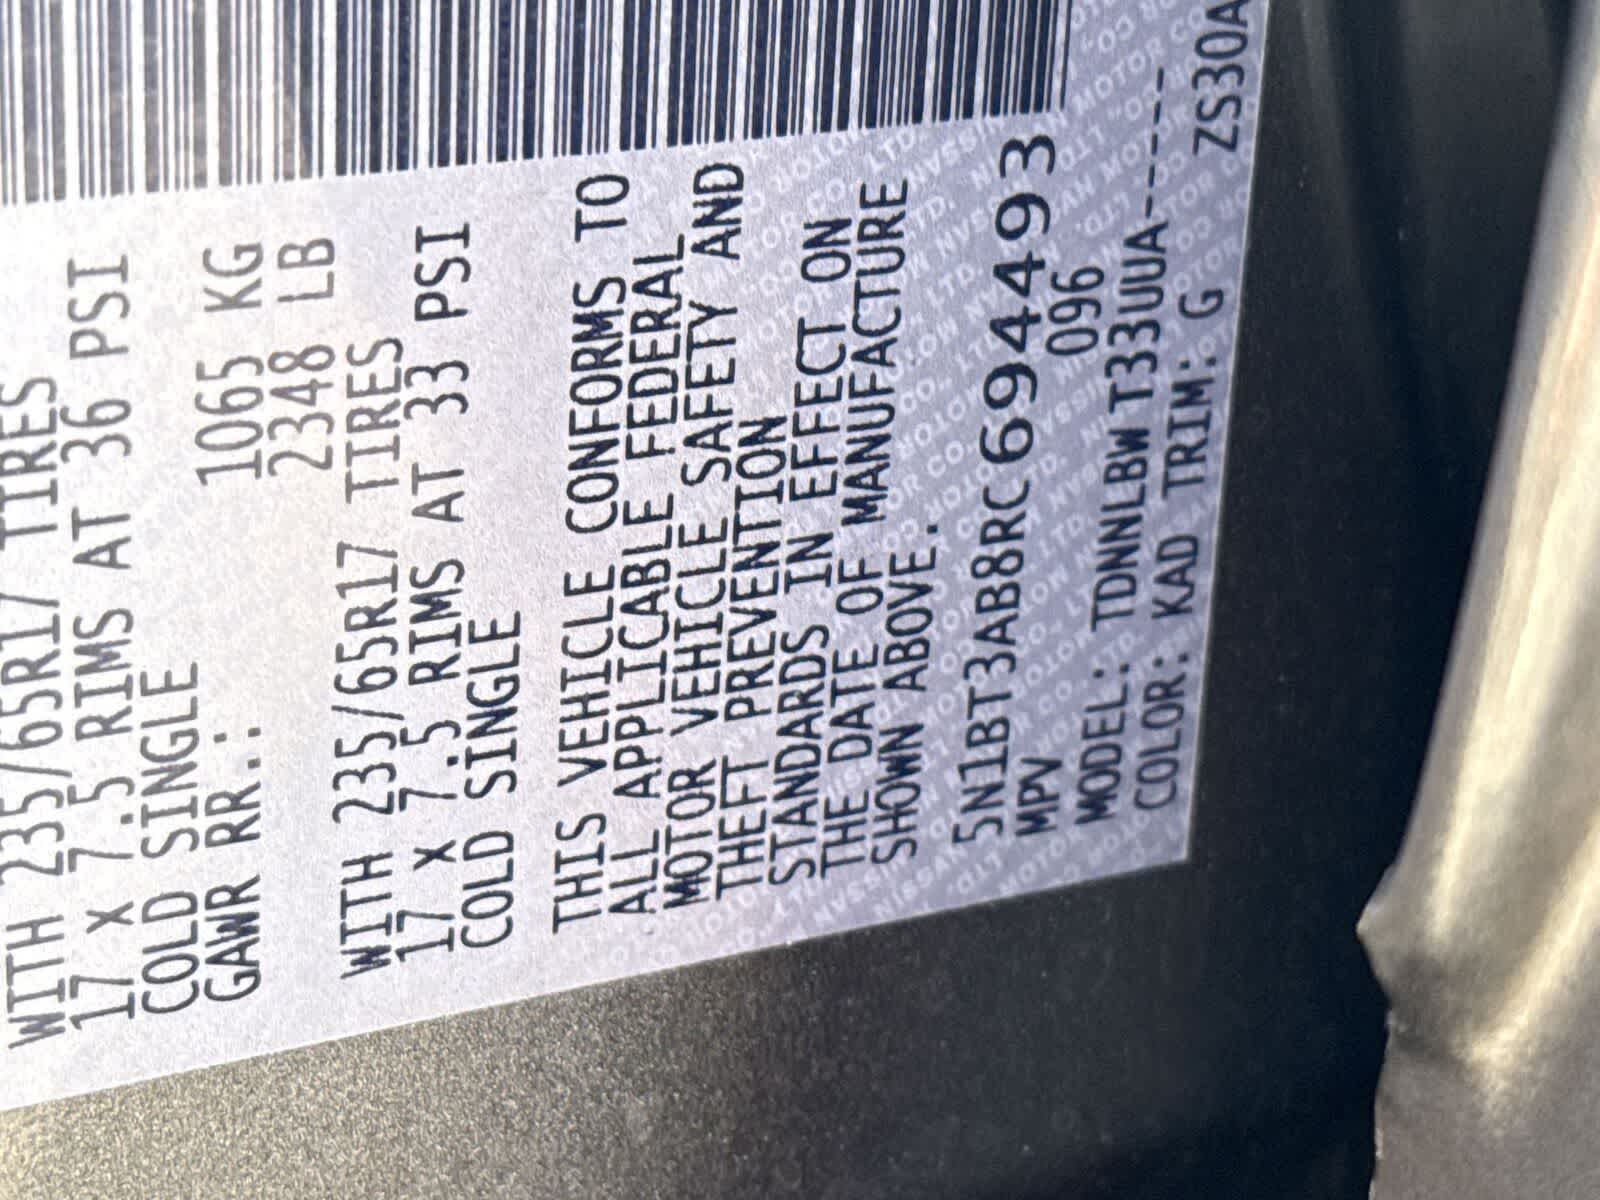 WITH 235/65R17 TIRES
17 x 7.5 RIMS AT 36 PSI
COLD SINGLE
GAWR RR.: 1065 KG
2348 LB
WITH 235/65R17 TIRES
17 x 7.5 RIMS AT 33 PSI
COLD SINGLE
THIS VEHICLE CONFORMS TO
ALL APPLICABLE FEDERAL
MOTOR VEHICLE SAFETY AND
THEFT PREVENTION
STANDARDS IN EFFECT ON
THE DATE OF MANUFACTURE
SHOWN ABOVE.
5N1BT3AB8RC694493
MPV 096
MODEL: TDNNLBW T33UUA-----
COLOR: KAD TRIM: G ZS30A